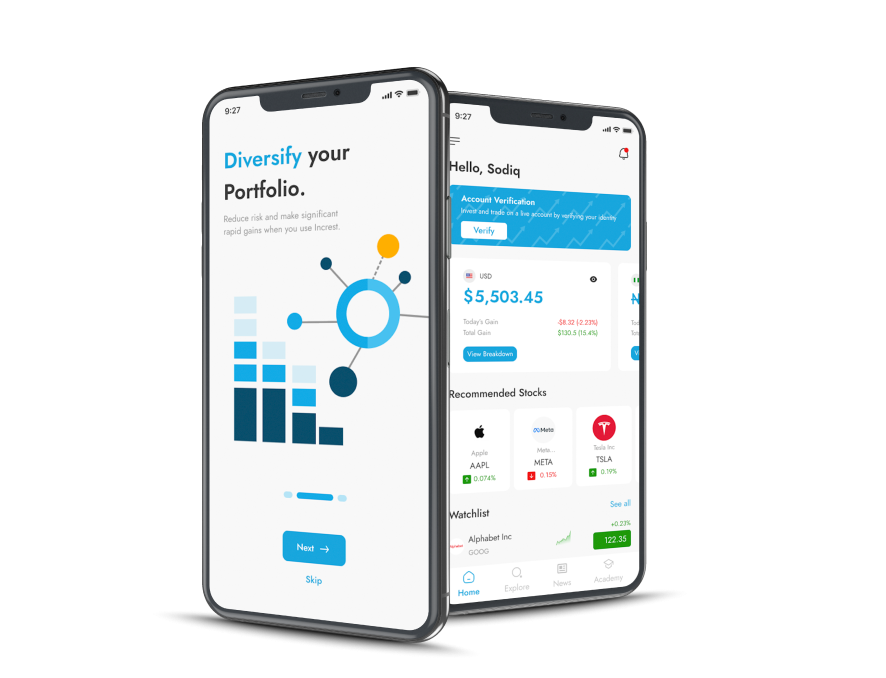 9:27
Diversify your
Portfolio.
Reduce risk and make significant
rapid gains when you use Increst.
Next →
Skip
9:27
Hello, Sodiq
Account Verification
Invest and trade on a live account by verifying your identity
Verify
USD
$5,503.45
Today's Gain -$8.32 (-2.23%)
Total Gain $130.5 (15.4%)
View Breakdown
Recommended Stocks
Apple
AAPL
0.074%
Meta
Meta...
META
0.15%
Tesla Inc
TSLA
0.19%
Watchlist
See all
Alphabet Inc
GOOG
+0.23%
122.35
Home
Explore
News
Academy